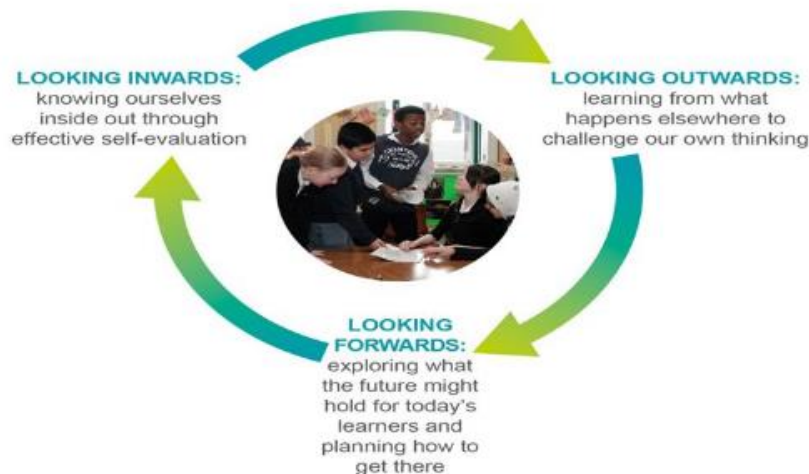 LOOKING INWARDS:
knowing ourselves
inside out through
effective self-evaluation
LOOKING OUTWARDS:
learning from what
happens elsewhere to
challenge our own thinking
LOOKING
FORWARDS:
exploring what
the future might
hold for today's
learners and
planning how to
get there